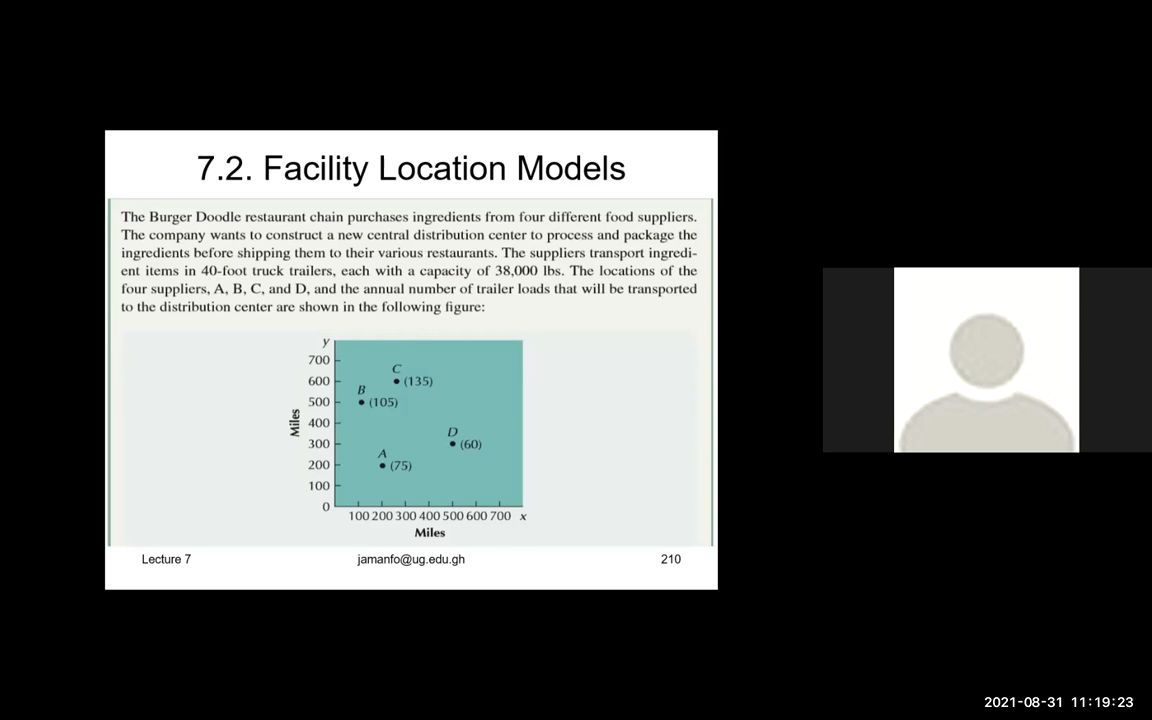 7.2. Facility Location Models
The Burger Doodle restaurant chain purchases ingredients from four different food suppliers.
The company wants to construct a new central distribution center to process and package the
ingredients before shipping them to their various restaurants. The suppliers transport ingredi-
ent items in 40-foot truck trailers, each with a capacity of 38,000 lbs. The locations of the
four suppliers, A, B, C, and D, and the annual number of trailer loads that will be transported
to the distribution center are shown in the following figure:
y
700
C
600
(135)
B
500
(105)
Miles
400
D
300
(60)
A
200
(75)
100
0
100 200 300 400 500 600 700 x
Miles
Lecture 7 jamanfo@ug.edu.gh 210
2021-08-31 11:19:23